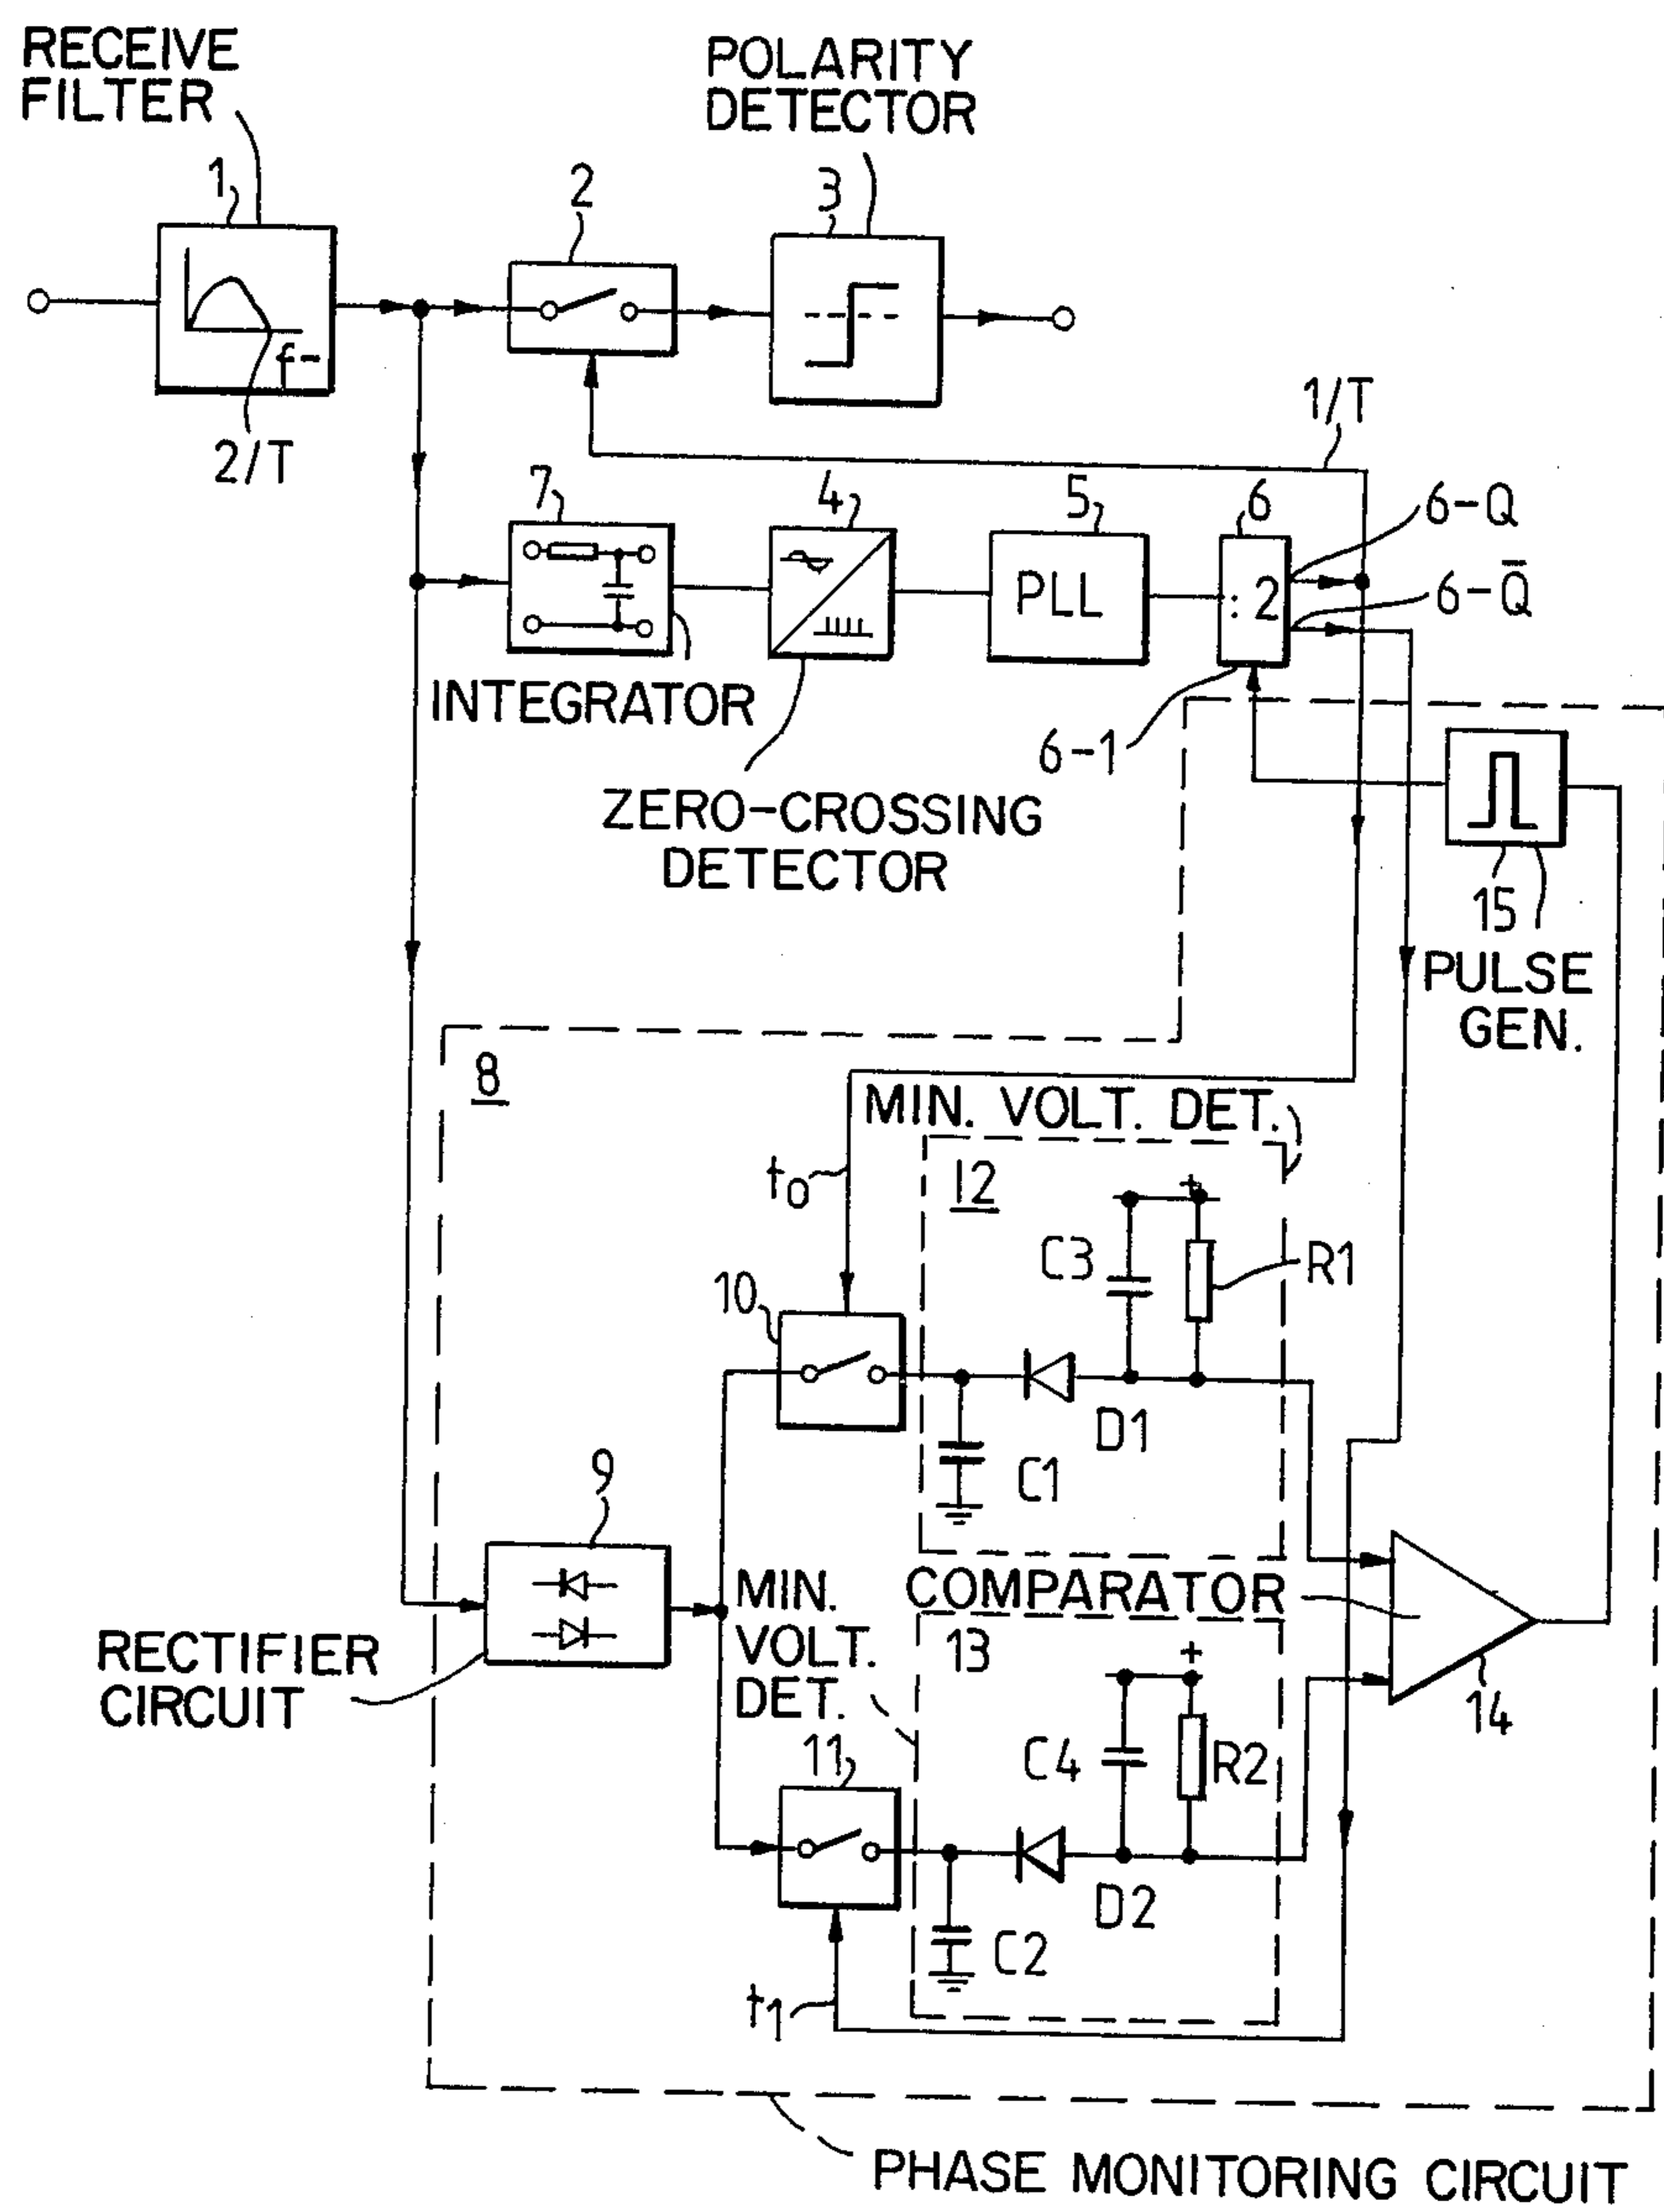 RECEIVE
FILTER
POLARITY
DETECTOR
1
2
3
f
2/T
1/T
7
4
5
6
6-Q
PLL
: 2
6-Q̅
INTEGRATOR
6-1
ZERO-CROSSING
DETECTOR
15
PULSE
GEN.
8
MIN. VOLT. DET.
t0
12
+
C3
R1
10
D1
C1
9
MIN.
VOLT.
DET.
COMPARATOR
13
+
RECTIFIER
CIRCUIT
14
11
C4
R2
D2
C2
t1
PHASE MONITORING CIRCUIT